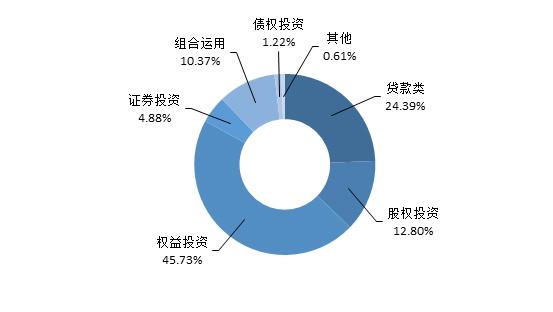 债权投资
1.22%
其他
0.61%
组合运用
10.37%
贷款类
24.39%
证券投资
4.88%
股权投资
12.80%
权益投资
45.73%